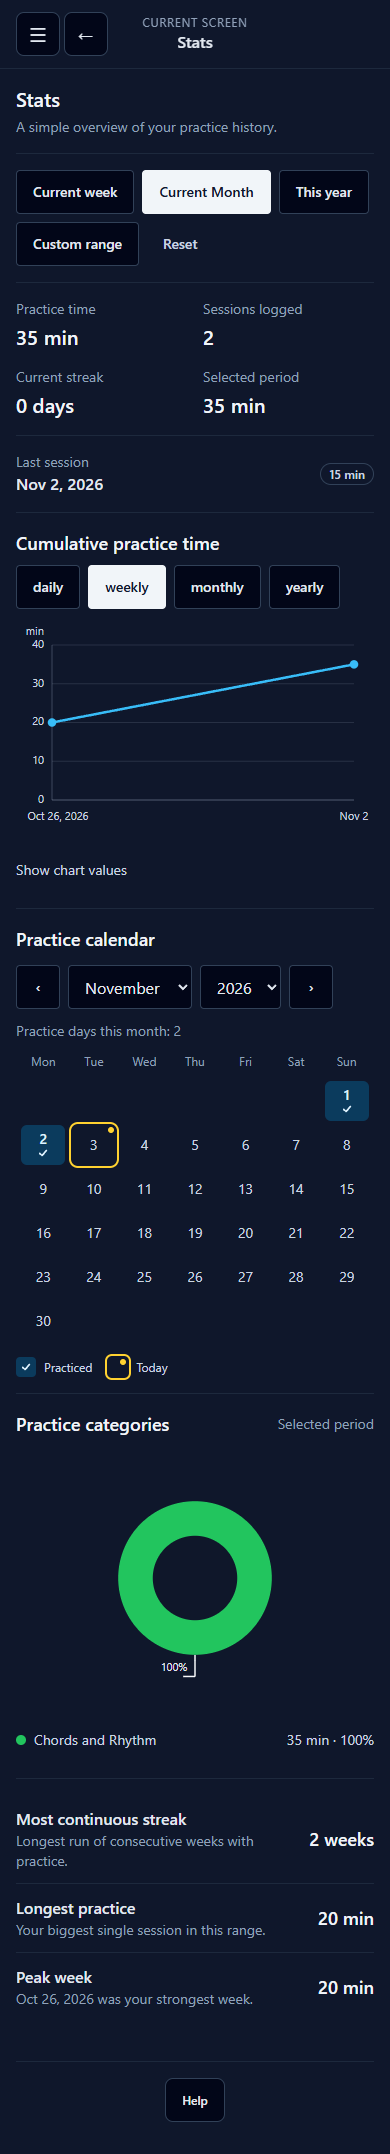 ☰ ← CURRENT SCREEN
Stats
Stats
A simple overview of your practice history.
Current week Current Month This year
Custom range Reset
Practice time Sessions logged
35 min 2
Current streak Selected period
0 days 35 min
Last session
Nov 2, 2026 15 min
Cumulative practice time
daily weekly monthly yearly
min
40
30
20
10
0
Oct 26, 2026 Nov 2
Show chart values
Practice calendar
‹ November 2026 ›
Practice days this month: 2
Mon Tue Wed Thu Fri Sat Sun
1
2 3 4 5 6 7 8
9 10 11 12 13 14 15
16 17 18 19 20 21 22
23 24 25 26 27 28 29
30
Practiced Today
Practice categories Selected period
100%
Chords and Rhythm 35 min · 100%
Most continuous streak
Longest run of consecutive weeks with
practice.
2 weeks
Longest practice
Your biggest single session in this range.
20 min
Peak week
Oct 26, 2026 was your strongest week.
20 min
Help